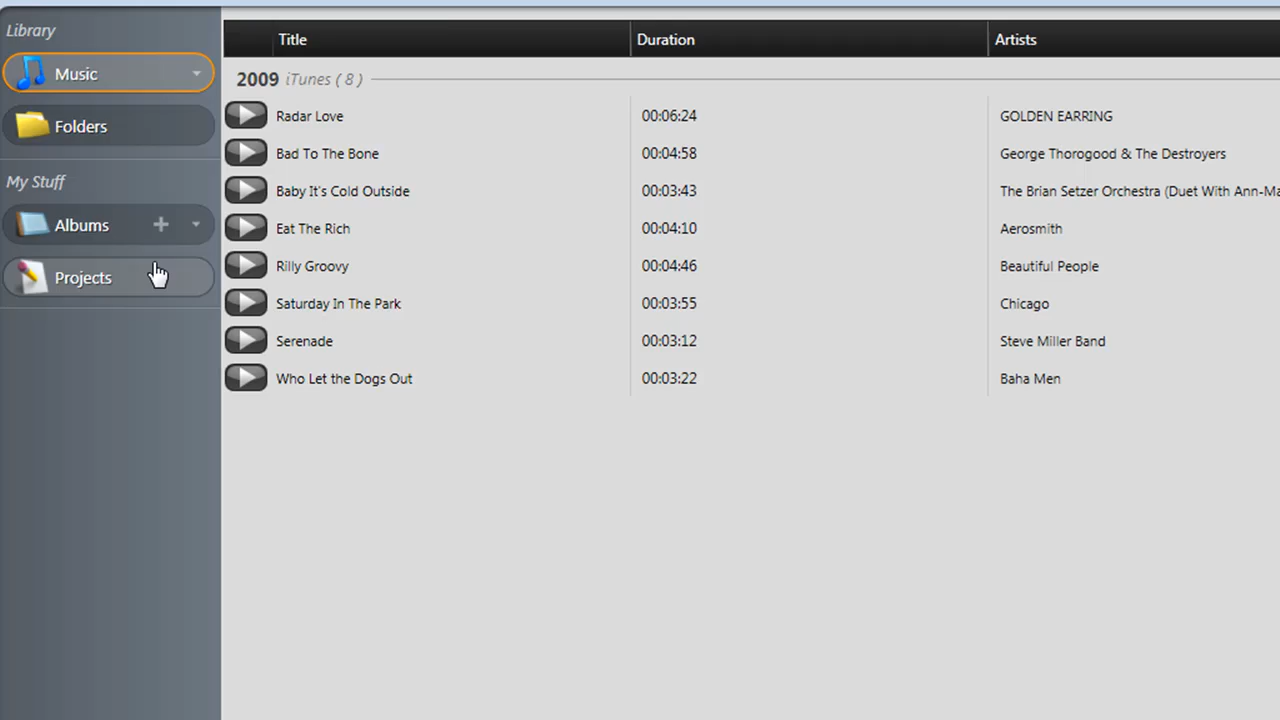 Library
Music
Folders
My Stuff
Albums
Projects
Title Duration Artists
2009 iTunes ( 8 )
Radar Love 00:06:24 GOLDEN EARRING
Bad To The Bone 00:04:58 George Thorogood & The Destroyers
Baby It's Cold Outside 00:03:43 The Brian Setzer Orchestra (Duet With Ann-Ma
Eat The Rich 00:04:10 Aerosmith
Rilly Groovy 00:04:46 Beautiful People
Saturday In The Park 00:03:55 Chicago
Serenade 00:03:12 Steve Miller Band
Who Let the Dogs Out 00:03:22 Baha Men